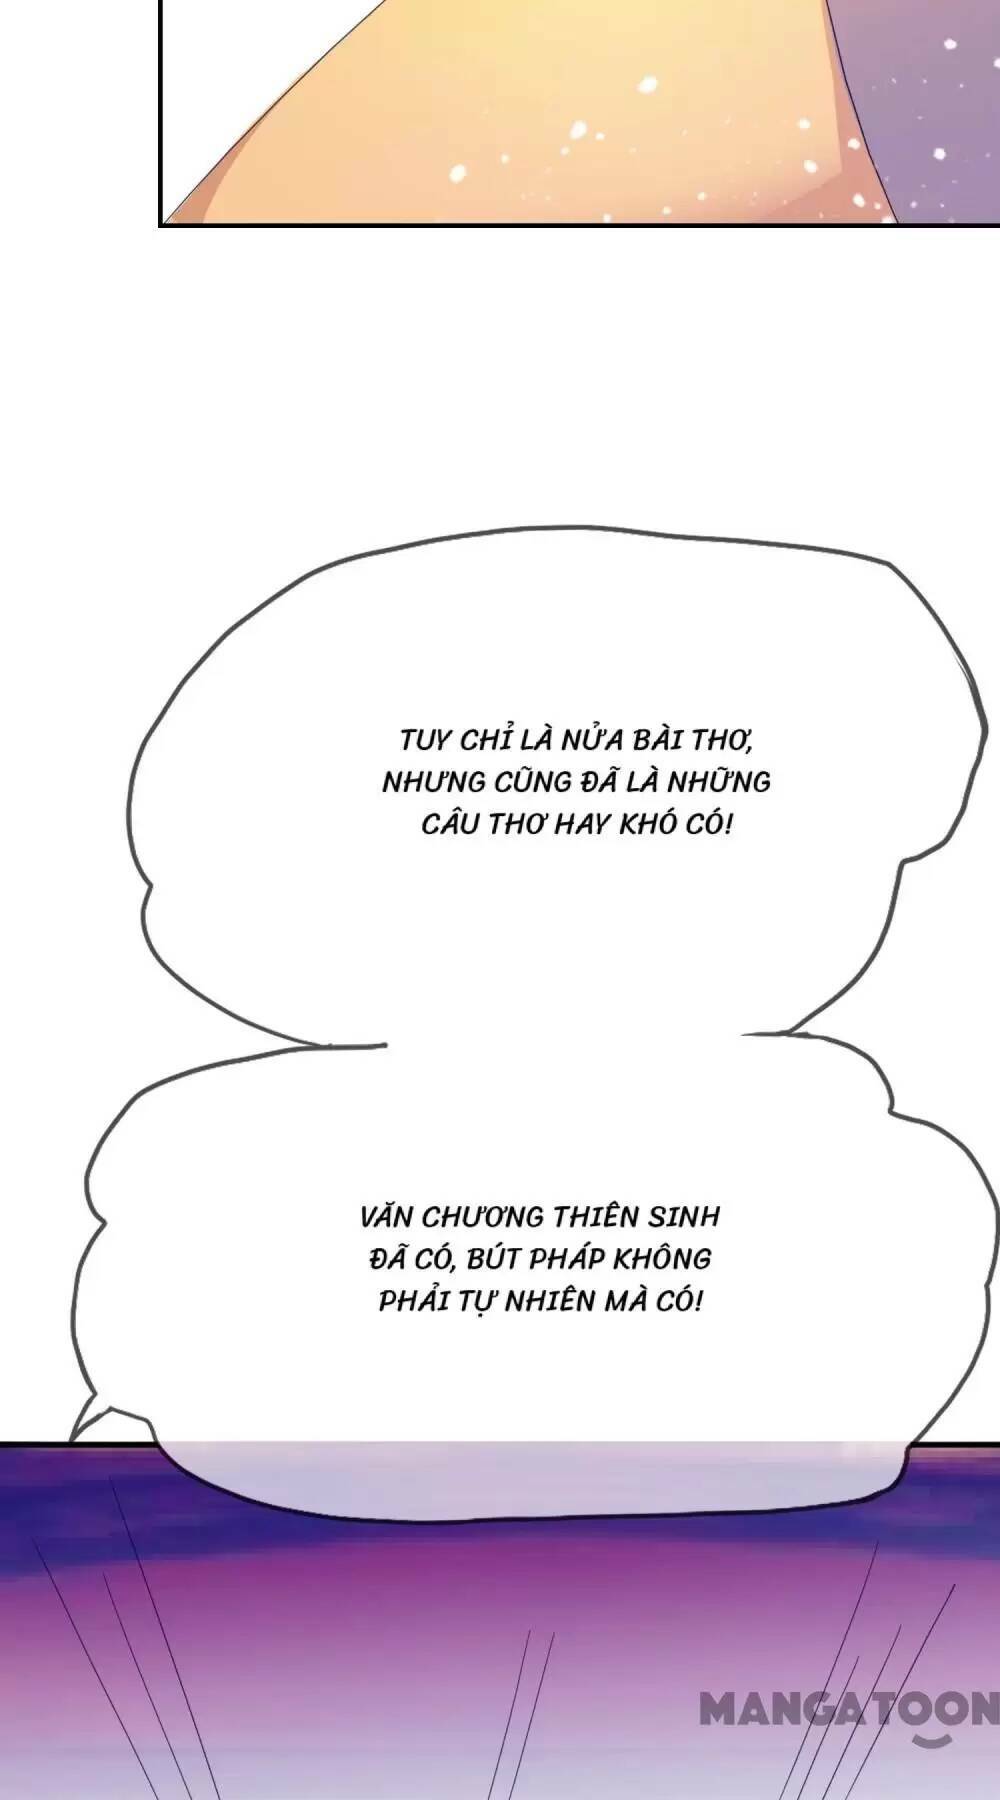 TUY CHỈ LÀ NỬA BÀI THƠ,
NHƯNG CŨNG ĐÃ LÀ NHỮNG
CÂU THƠ HAY KHÓ CÓ!
VĂN CHƯƠNG THIÊN SINH
ĐÃ CÓ, BÚT PHÁP KHÔNG
PHẢI TỰ NHIÊN MÀ CÓ!
MANGATOON